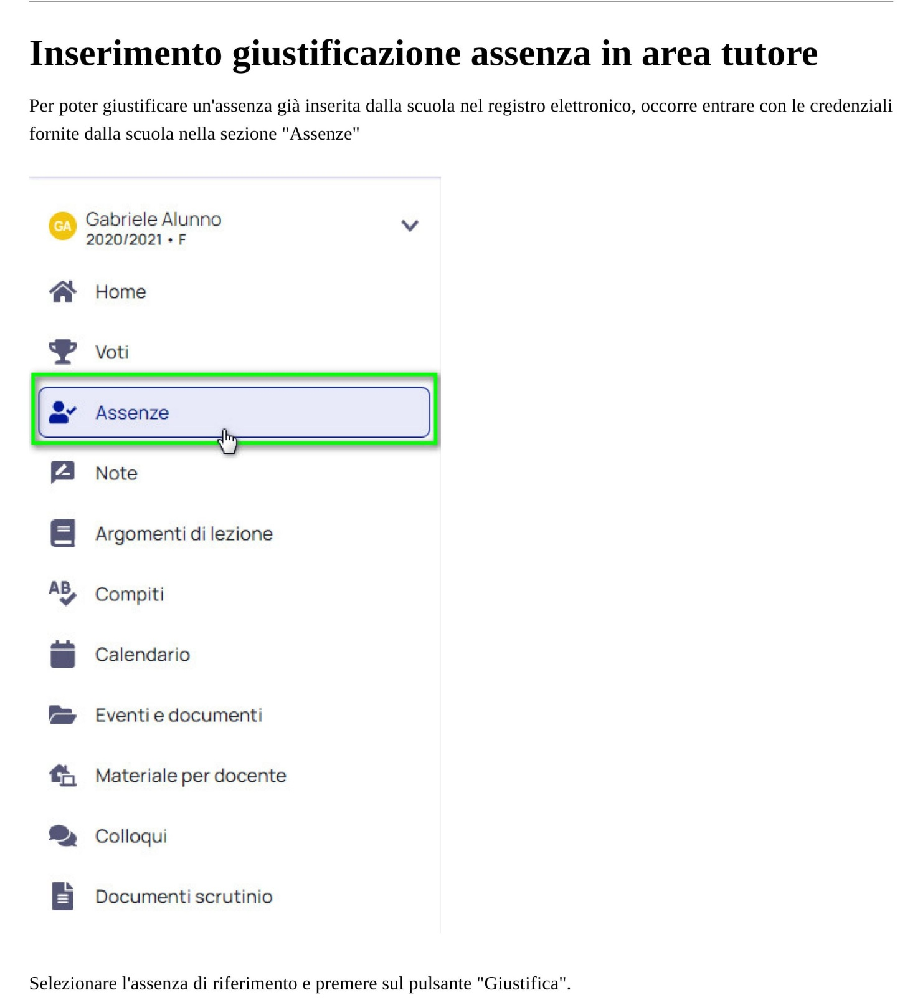 Inserimento giustificazione assenza in area tutore
Per poter giustificare un'assenza già inserita dalla scuola nel registro elettronico, occorre entrare con le credenziali
fornite dalla scuola nella sezione "Assenze"
GA
Gabriele Alunno
2020/2021 • F
Home
Voti
Assenze
Note
Argomenti di lezione
AB
Compiti
Calendario
Eventi e documenti
Materiale per docente
Colloqui
Documenti scrutinio
Selezionare l'assenza di riferimento e premere sul pulsante "Giustifica".